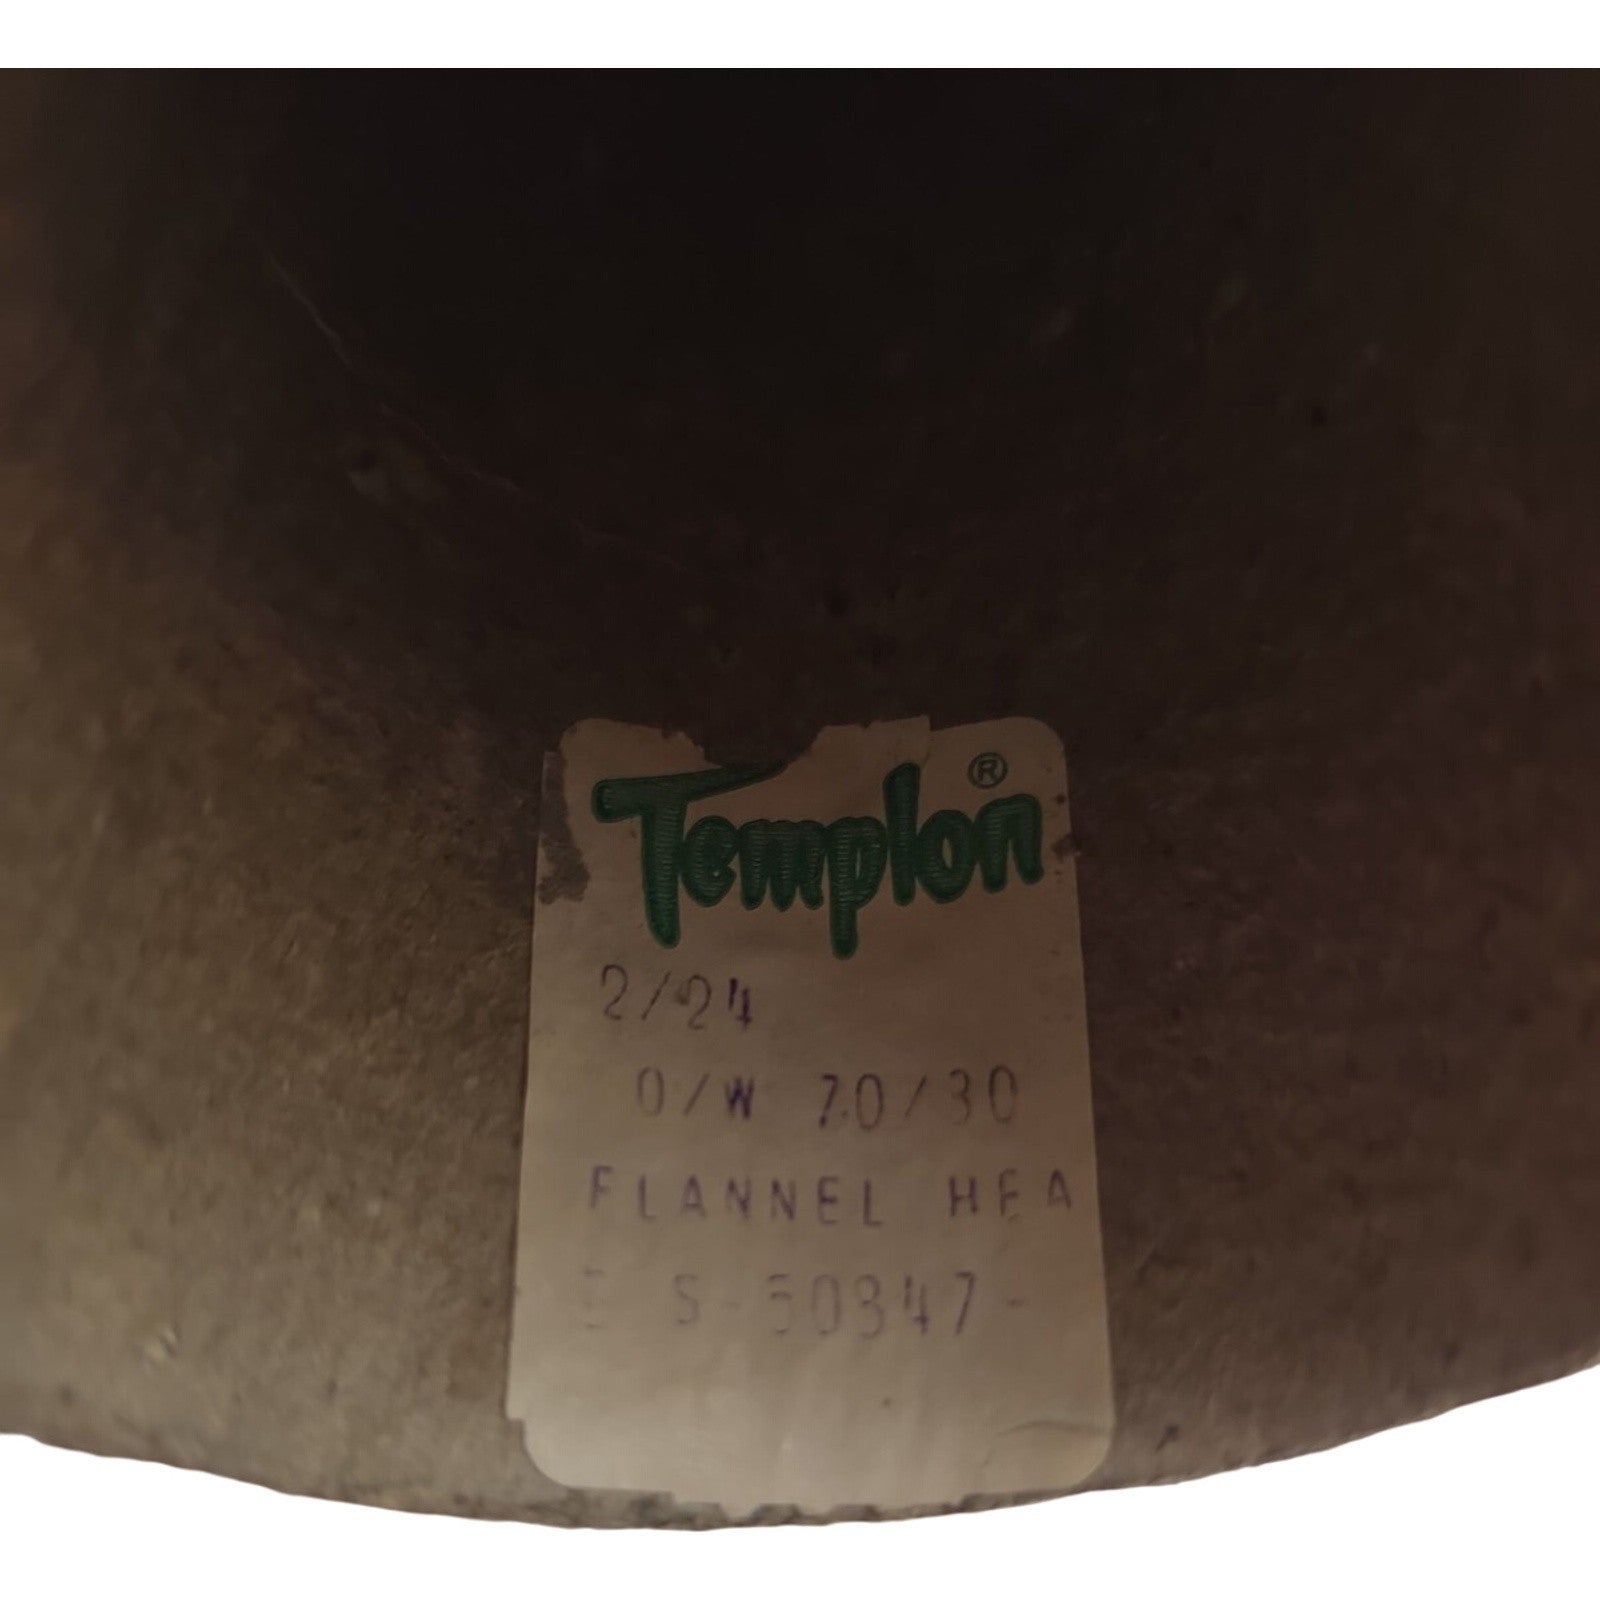 Templon ®
2/24
O/W 70/30
FLANNEL HEA
S-50347-